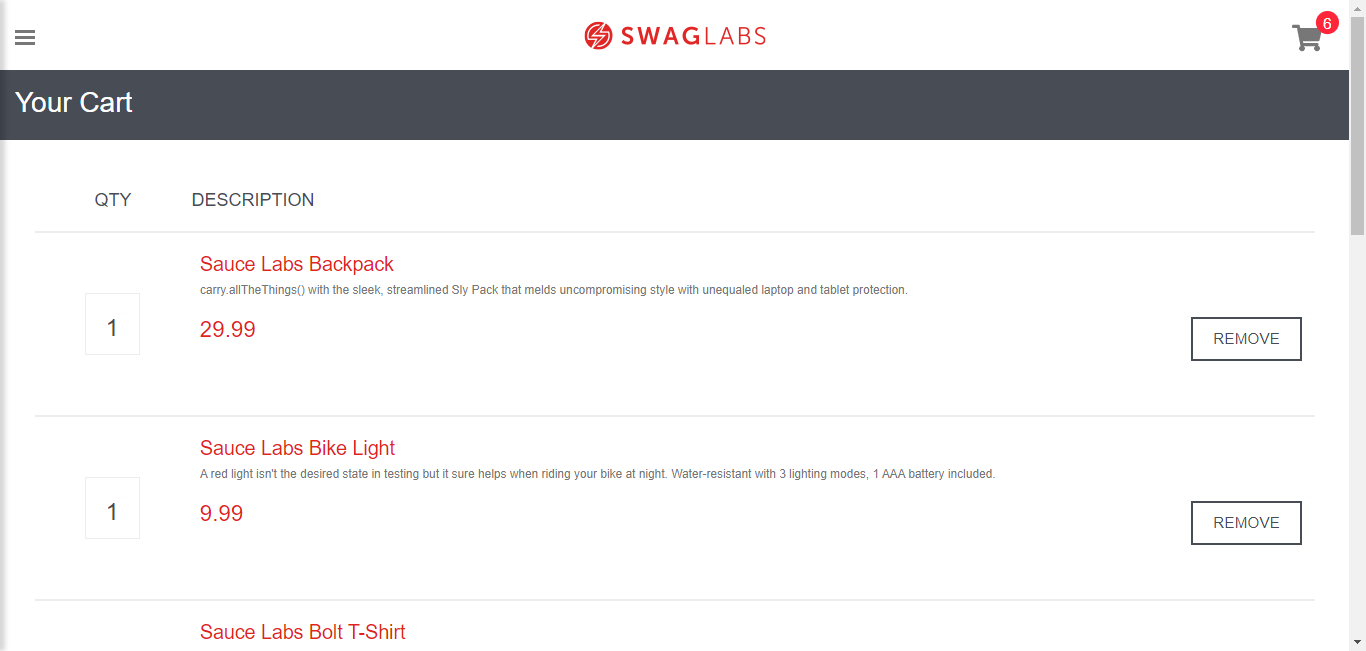 SWAGLABS
6
Your Cart
QTY DESCRIPTION
Sauce Labs Backpack
carry.allTheThings() with the sleek, streamlined Sly Pack that melds uncompromising style with unequaled laptop and tablet protection.
1
29.99
REMOVE
Sauce Labs Bike Light
A red light isn't the desired state in testing but it sure helps when riding your bike at night. Water-resistant with 3 lighting modes, 1 AAA battery included.
1
9.99
REMOVE
Sauce Labs Bolt T-Shirt